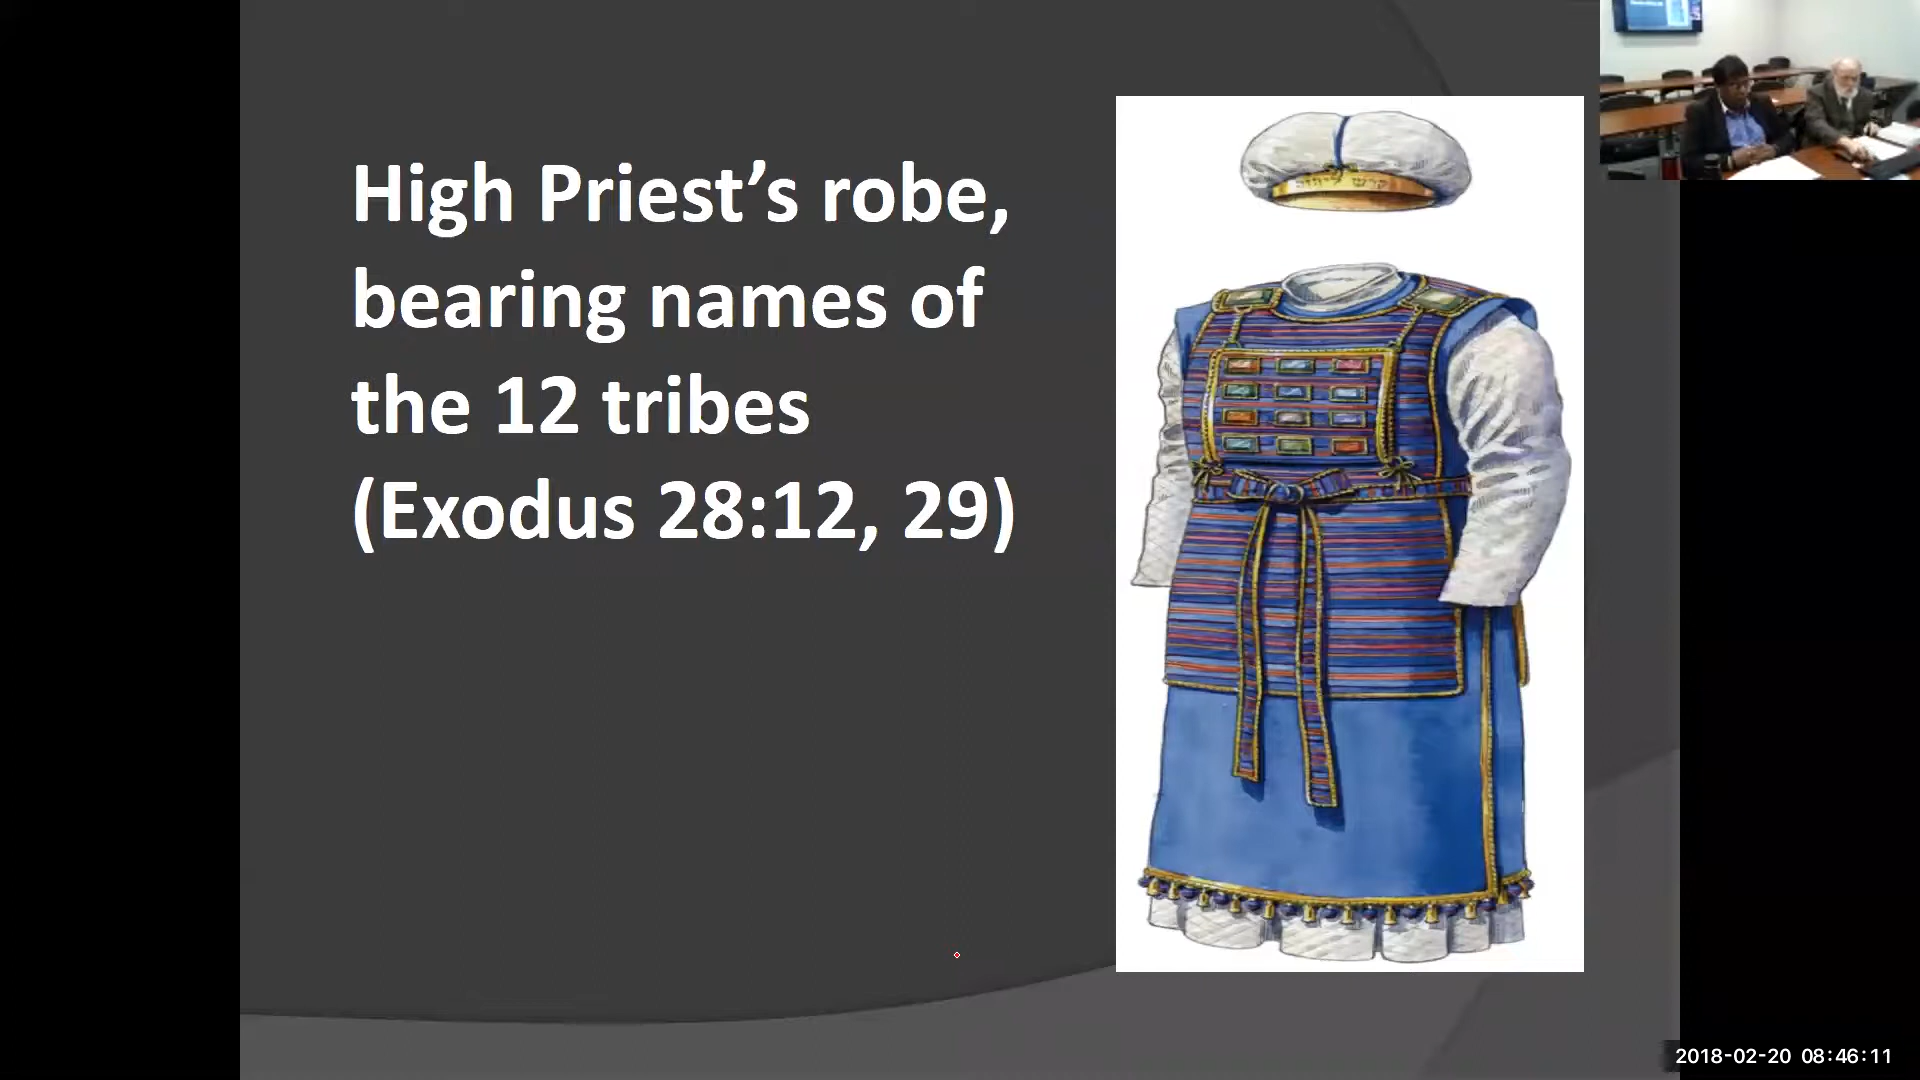 High Priest’s robe,
bearing names of
the 12 tribes
(Exodus 28:12, 29)
2018-02-20 08:46:11